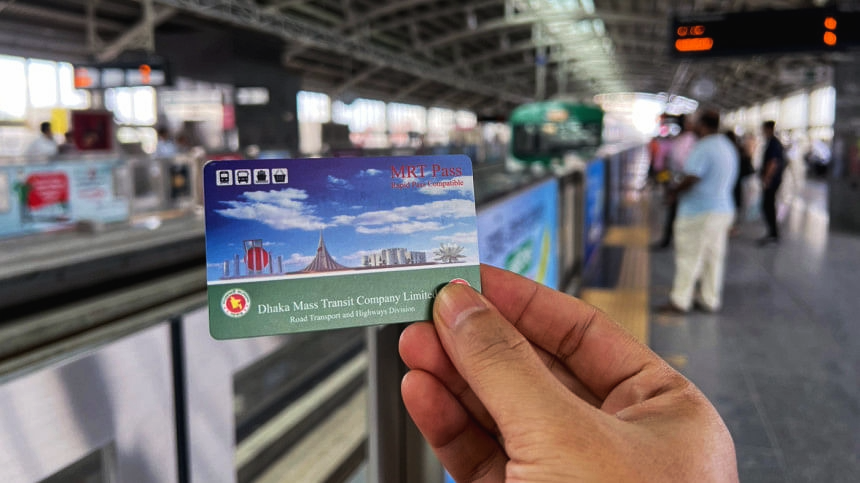 MRT Pass
Rapid Pass Compatible
Dhaka Mass Transit Company Limited
Road Transport and Highways Division